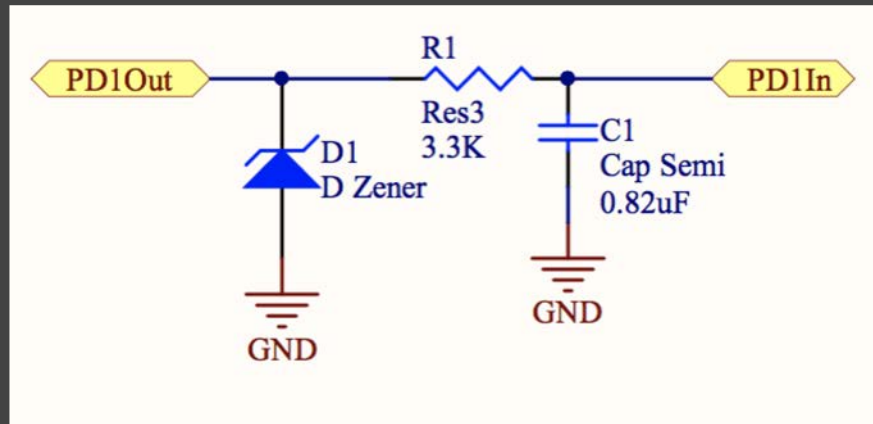 PD1Out
R1
Res3
3.3K
PD1In
D1
D Zener
C1
Cap Semi
0.82uF
GND
GND